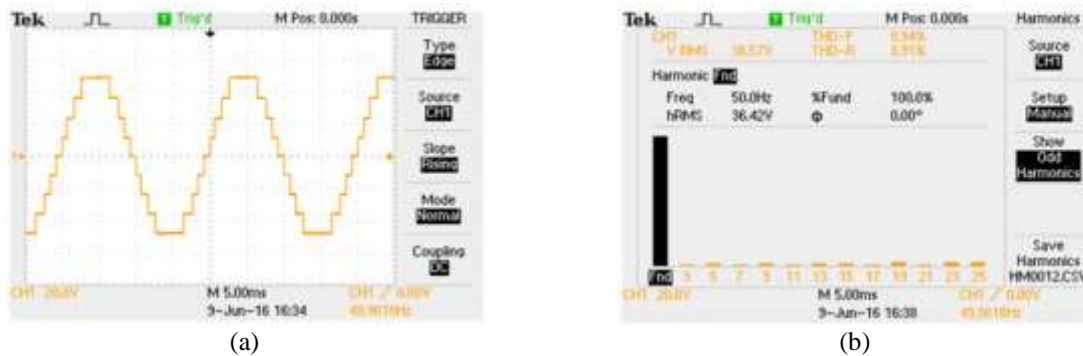 Tek Trig'd M Pos: 0.000s TRIGGER
Type
Edge
Source
CH1
Slope
Rising
Mode
Normal
Coupling
DC
CH1 20.0V M 5.00ms CH1 / 0.00V
9-Jun-16 16:34
(a)
Tek Trig'd M Pos: 0.000s Harmonics
CH1 THD-F
V RMS THD-R
Harmonic Fnd
Freq 50.0Hz %Fund 100.0%
hRMS 36.42V Φ 0.00°
Source
CH1
Setup
Manual
Show
Odd
Harmonics
Save
Harmonics
HM0012.CSV
Fnd 3 5 7 9 11 13 15 17 19 21 23 25
CH1 20.0V M 5.00ms CH1 / 0.00V
9-Jun-16 16:38
(b)